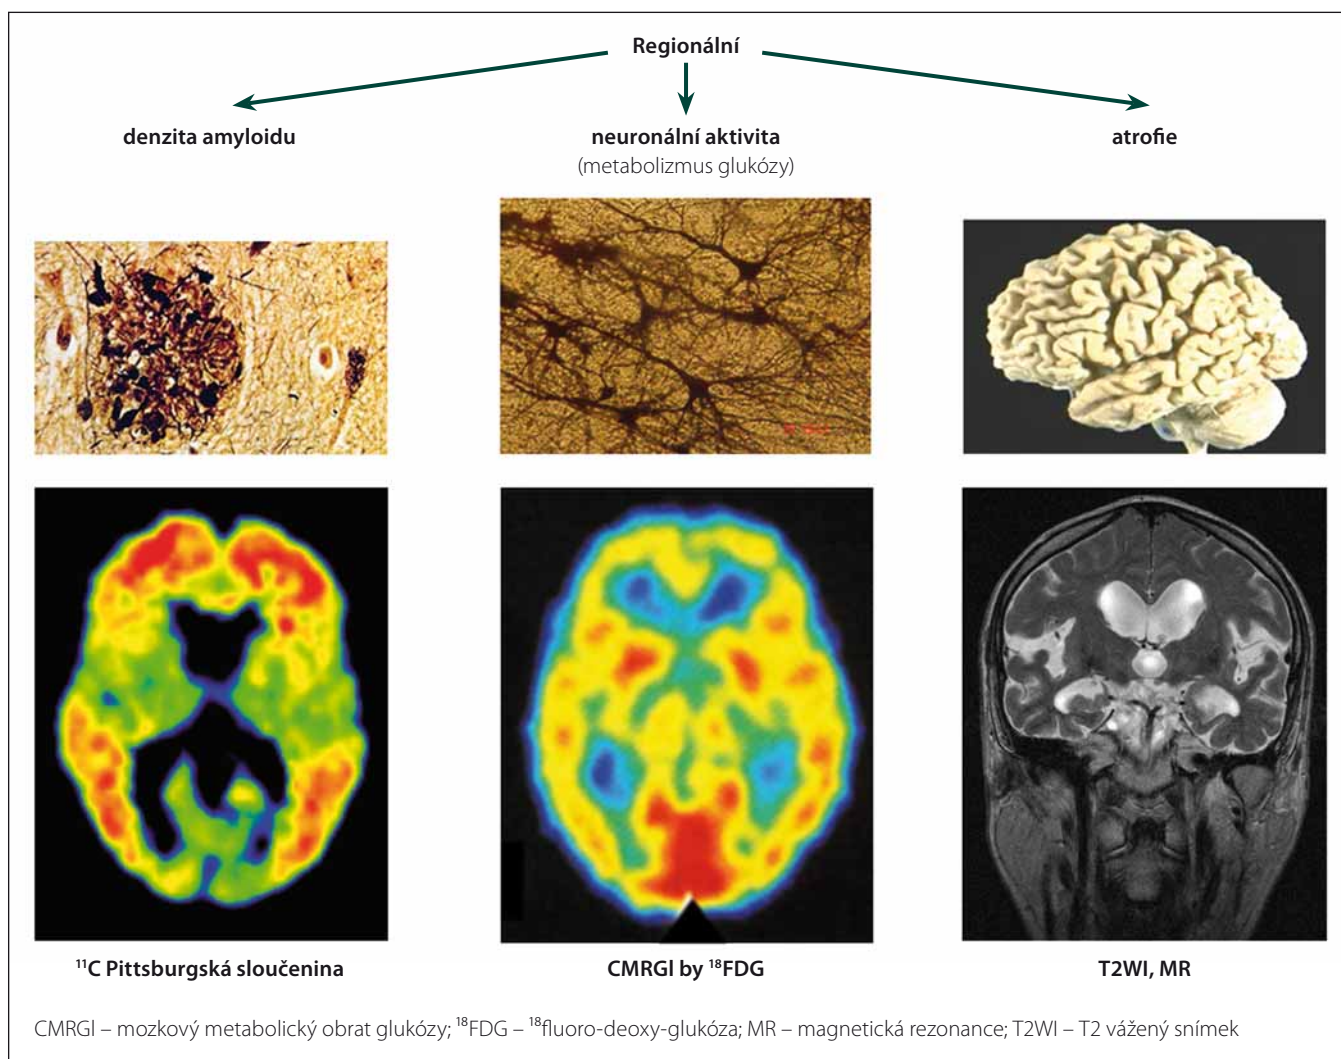 Regionální
denzita amyloidu
neuronální aktivita
(metabolizmus glukózy)
atrofie
¹¹C Pittsburgská sloučenina
CMRGl by ¹⁸FDG
T2WI, MR
CMRGl – mozkový metabolický obrat glukózy; ¹⁸FDG – ¹⁸fluoro-deoxy-glukóza; MR – magnetická rezonance; T2WI – T2 vážený snímek